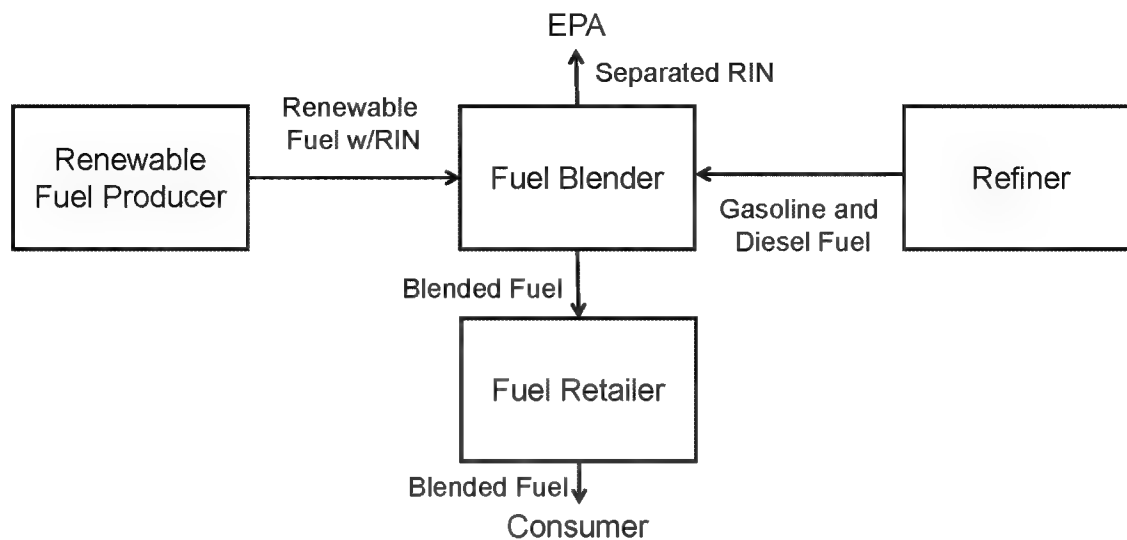 EPA
Separated RIN
Renewable
Fuel w/RIN
Renewable
Fuel Producer
Fuel Blender
Refiner
Gasoline and
Diesel Fuel
Blended Fuel
Fuel Retailer
Blended Fuel
Consumer